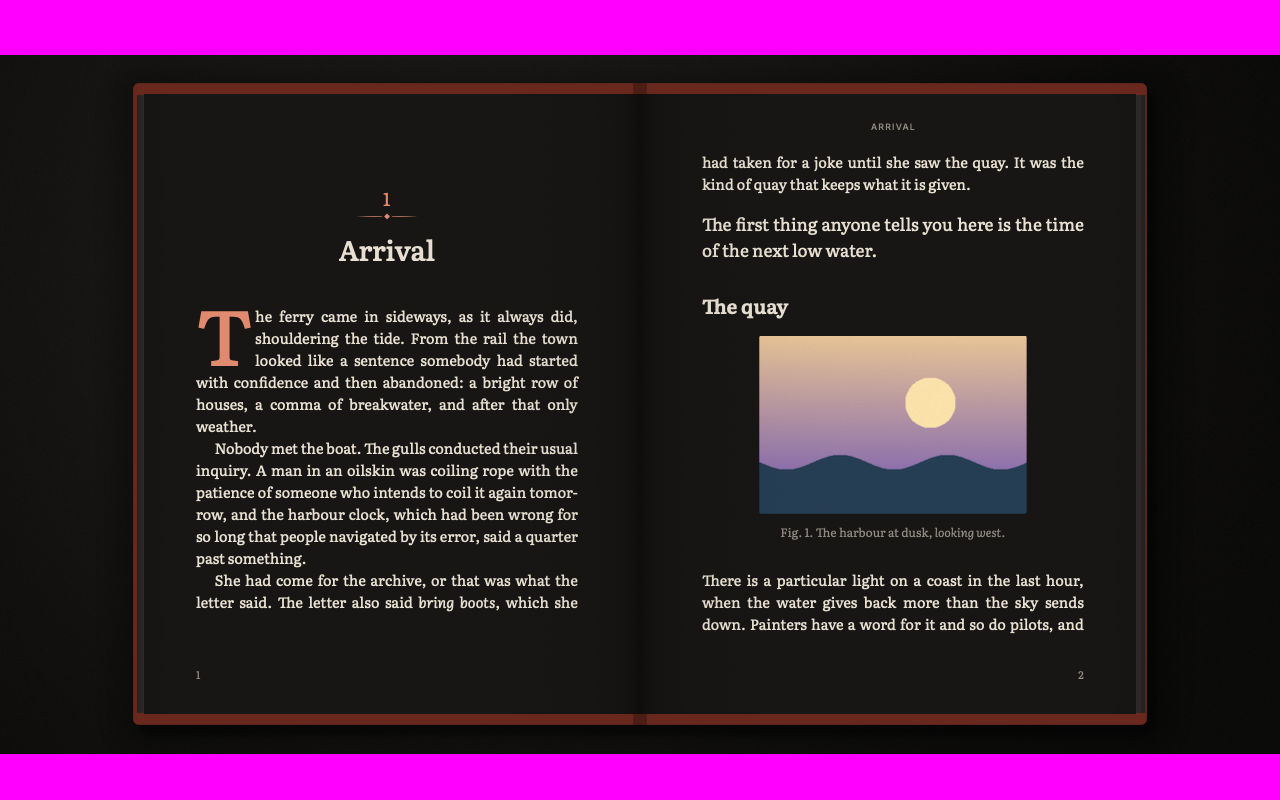 1
Arrival
The ferry came in sideways, as it always did,
shouldering the tide. From the rail the town
looked like a sentence somebody had started
with confidence and then abandoned: a bright row of
houses, a comma of breakwater, and after that only
weather.
Nobody met the boat. The gulls conducted their usual
inquiry. A man in an oilskin was coiling rope with the
patience of someone who intends to coil it again tomor-
row, and the harbour clock, which had been wrong for
so long that people navigated by its error, said a quarter
past something.
She had come for the archive, or that was what the
letter said. The letter also said bring boots, which she
1
ARRIVAL
had taken for a joke until she saw the quay. It was the
kind of quay that keeps what it is given.
The first thing anyone tells you here is the time
of the next low water.
The quay
Fig. 1. The harbour at dusk, looking west.
There is a particular light on a coast in the last hour,
when the water gives back more than the sky sends
down. Painters have a word for it and so do pilots, and
2